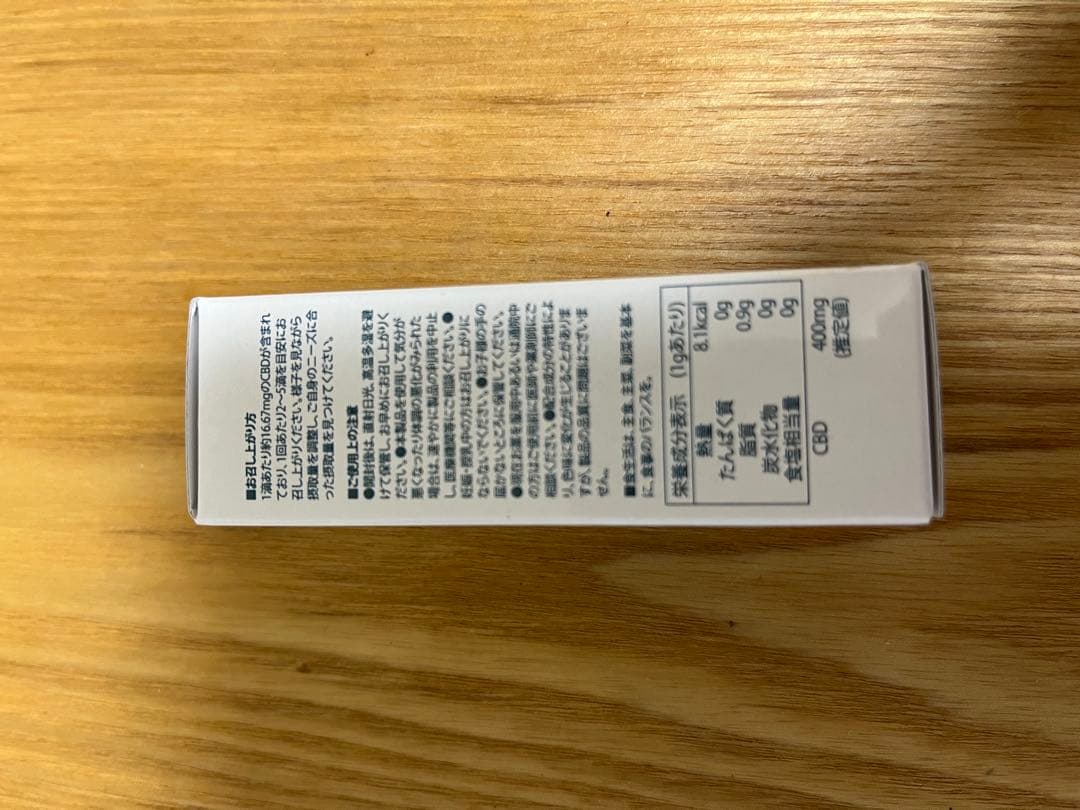 ■お召し上がり方
1滴あたり約16.67mgのCBDが含まれ
ており、1回あたり2〜5滴を目安にお
召し上がりください。様子を見ながら
摂取量を調整し、ご自身のニーズに合
った摂取量を見つけてください。
■ご使用上の注意
●開封後は、直射日光、高温多湿を避
けて保管し、お早めにお召し上がりく
ださい。●本製品を使用して気分が
悪くなったり体調の悪化がみられた
場合は、速やかに製品の利用を中止
し、医療機関等にご相談ください。●
妊娠・授乳中の方はお召し上がりに
ならないでください。●お子様の手の
届かないところに保管してください。
●現在お薬を服用中あるいは通院中
の方はご使用前に医師や薬剤師にご
相談ください。●配合成分の特性によ
り、色味に変化が生じることがありま
すが、製品の品質に問題はございま
せん。
■食生活は、主食、主菜、副菜を基本
に、食事のバランスを。
栄養成分表示 (1gあたり)
熱量 8.1kcal
たんぱく質 0g
脂質 0.9g
炭水化物 0g
食塩相当量 0g
CBD 400mg
(推定値)